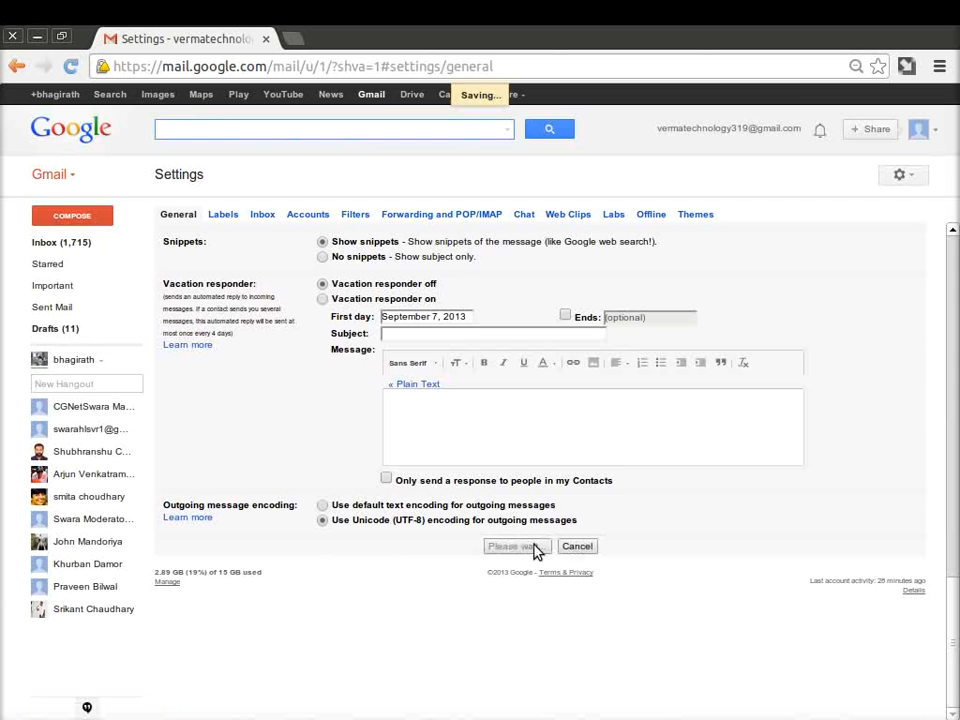 Settings - vermatechnolo
https://mail.google.com/mail/u/1/?shva=1#settings/general
+bhagirath Search Images Maps Play YouTube News Gmail Drive Ca Saving... re
Google
vermatechnology319@gmail.com + Share
Gmail Settings
COMPOSE
General Labels Inbox Accounts Filters Forwarding and POP/IMAP Chat Web Clips Labs Offline Themes
Inbox (1,715)
Starred
Important
Sent Mail
Drafts (11)
bhagirath
New Hangout
CGNetSwara Ma...
swarahlsvr1@g...
Shubhranshu C...
Arjun Venkatram...
smita choudhary
Swara Moderato...
John Mandoriya
Khurban Damor
Praveen Bilwal
Srikant Chaudhary
Snippets: Show snippets - Show snippets of the message (like Google web search!).
No snippets - Show subject only.
Vacation responder: Vacation responder off
(sends an automated reply to incoming
messages. If a contact sends you several
messages, this automated reply will be sent at
most once every 4 days)
Learn more
Vacation responder on
First day: September 7, 2013 Ends: (optional)
Subject:
Message:
Sans Serif T B I U A
« Plain Text
Only send a response to people in my Contacts
Outgoing message encoding: Use default text encoding for outgoing messages
Learn more Use Unicode (UTF-8) encoding for outgoing messages
Please wa Cancel
2.89 GB (19%) of 15 GB used
Manage
©2013 Google - Terms & Privacy
Last account activity: 26 minutes ago
Details